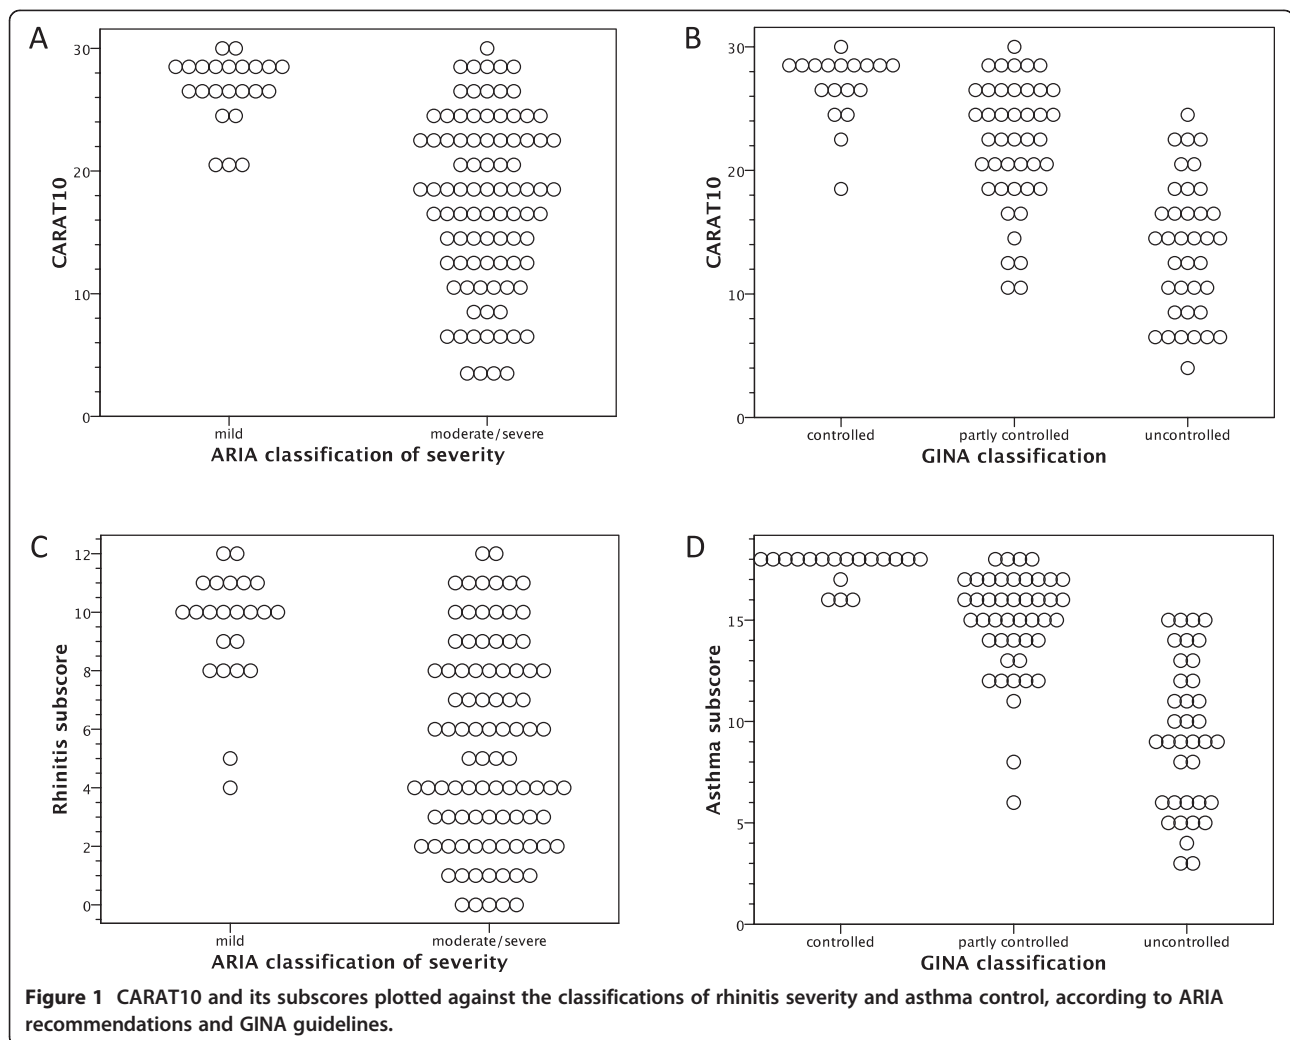 A
CARAT10
30
20
10
0
mild
moderate/severe
ARIA classification of severity
B
CARAT10
30
20
10
0
controlled
partly controlled
uncontrolled
GINA classification
C
Rhinitis subscore
12
10
8
6
4
2
0
mild
moderate/severe
ARIA classification of severity
D
Asthma subscore
15
10
5
0
controlled
partly controlled
uncontrolled
GINA classification
Figure 1 CARAT10 and its subscores plotted against the classifications of rhinitis severity and asthma control, according to ARIA
recommendations and GINA guidelines.